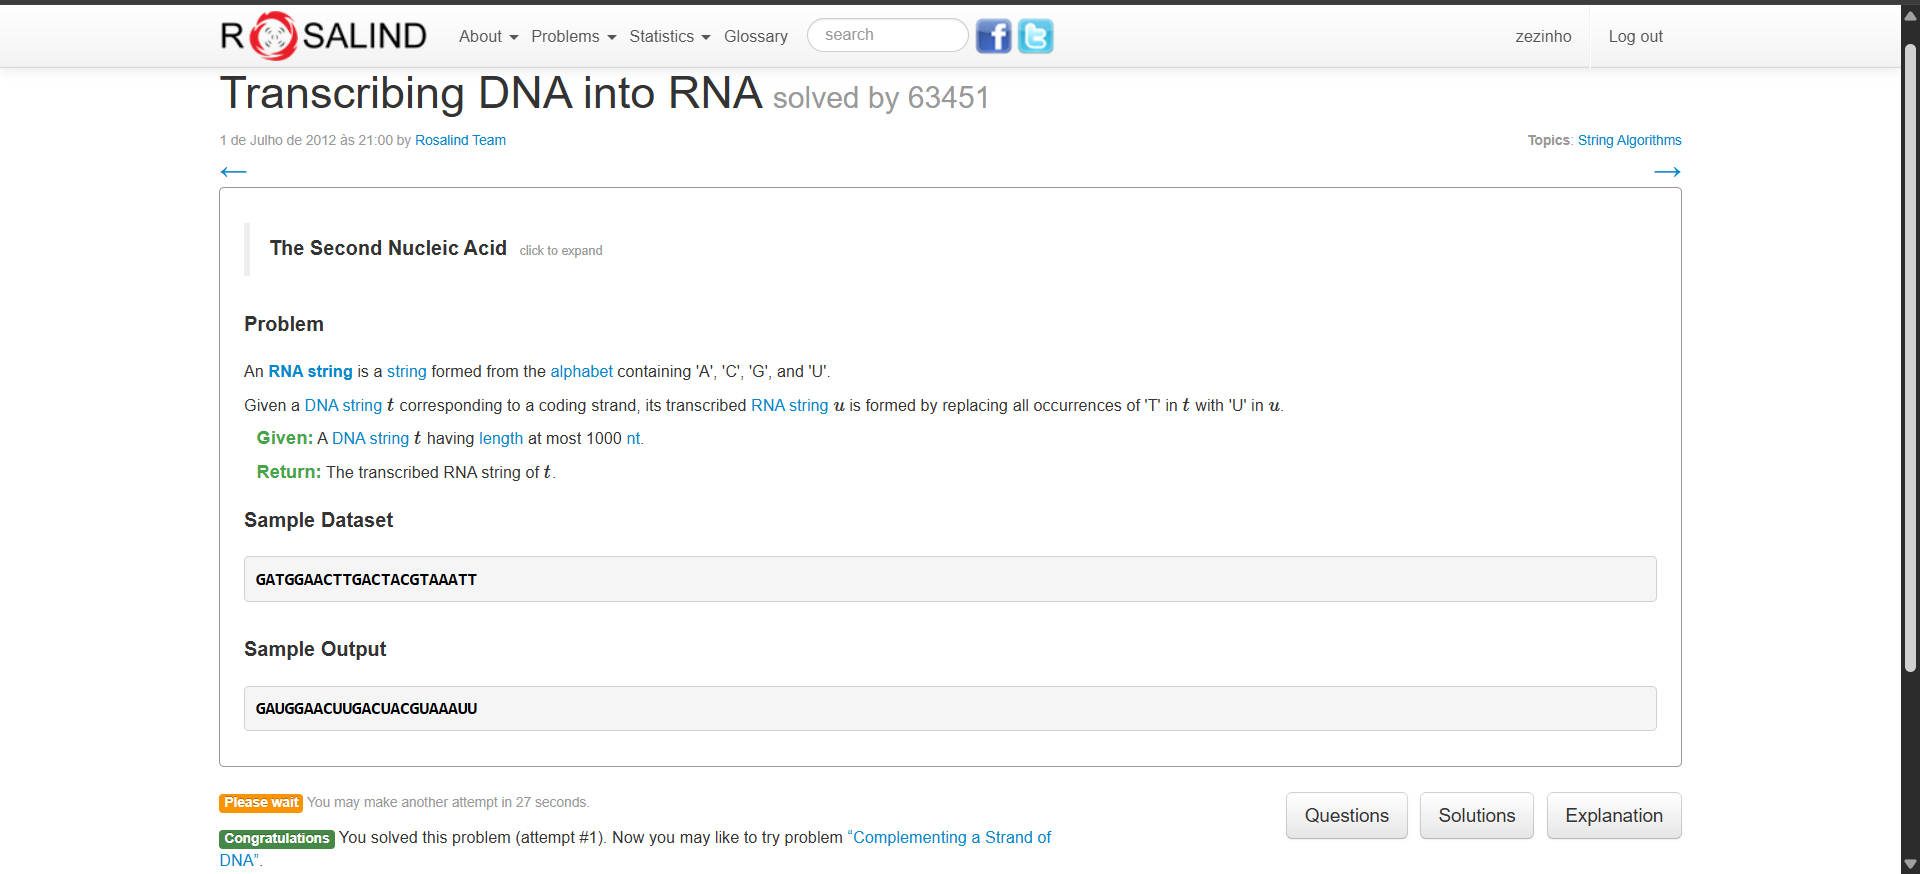 ROSALIND About Problems Statistics Glossary search zezinho Log out
Transcribing DNA into RNA solved by 63451
1 de Julho de 2012 às 21:00 by Rosalind Team Topics: String Algorithms
← →
The Second Nucleic Acid click to expand
Problem
An RNA string is a string formed from the alphabet containing 'A', 'C', 'G', and 'U'.
Given a DNA string t corresponding to a coding strand, its transcribed RNA string u is formed by replacing all occurrences of 'T' in t with 'U' in u.
Given: A DNA string t having length at most 1000 nt.
Return: The transcribed RNA string of t.
Sample Dataset
GATGGAACTTGACTACGTAAATT
Sample Output
GAUGGAACUUGACUACGUAAAUU
Please wait You may make another attempt in 27 seconds.
Questions Solutions Explanation
Congratulations You solved this problem (attempt #1). Now you may like to try problem “Complementing a Strand of
DNA”.